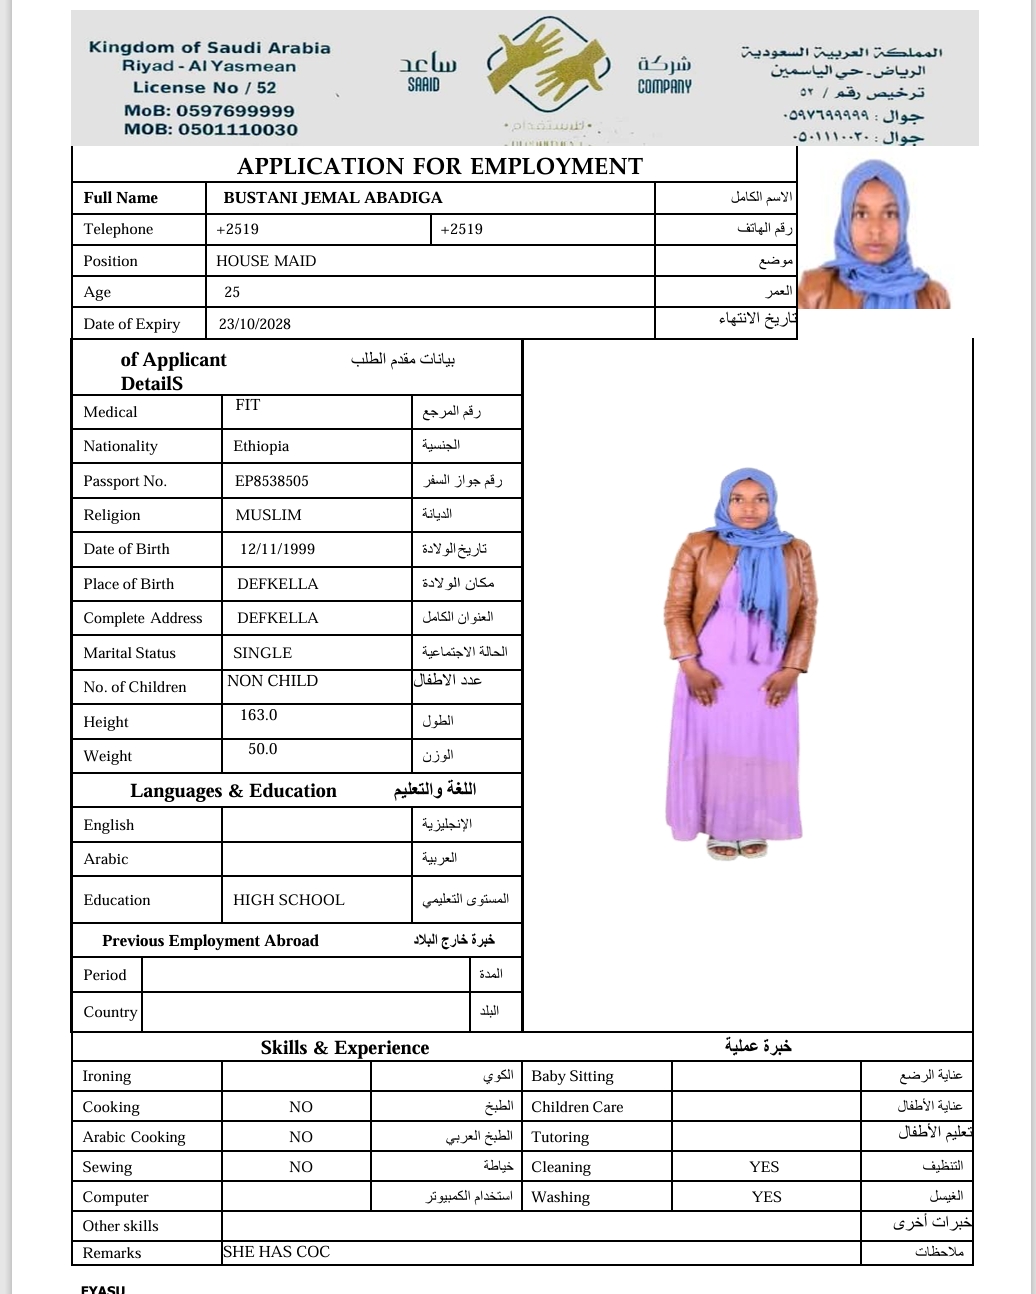 Kingdom of Saudi Arabia
Riyad - Al Yasmean
License No / 52
MoB: 0597699999
MOB: 0501110030
ساعد
SAAID
شركة
COMPANY
للاستقدام
المملكة العربية السعودية
الرياض - حي الياسمين
ترخيص رقم / ٥٢
جوال : ٠٥٩٧٦٩٩٩٩٩
جوال : ٠٥٠١١١٠٠٣٠
APPLICATION FOR EMPLOYMENT
Full Name BUSTANI JEMAL ABADIGA الاسم الكامل
Telephone +2519 +2519 رقم الهاتف
Position HOUSE MAID موضع
Age 25 العمر
Date of Expiry 23/10/2028 تاريخ الانتهاء
of Applicant بيانات مقدم الطلب
DetailS
Medical FIT رقم المرجع
Nationality Ethiopia الجنسية
Passport No. EP8538505 رقم جواز السفر
Religion MUSLIM الديانة
Date of Birth 12/11/1999 تاريخ الولادة
Place of Birth DEFKELLA مكان الولادة
Complete Address DEFKELLA العنوان الكامل
Marital Status SINGLE الحالة الاجتماعية
No. of Children NON CHILD عدد الاطفال
Height 163.0 الطول
Weight 50.0 الوزن
Languages & Education اللغة والتعليم
English الإنجليزية
Arabic العربية
Education HIGH SCHOOL المستوى التعليمي
Previous Employment Abroad خبرة خارج البلاد
Period المدة
Country البلد
Skills & Experience خبرة عملية
Ironing الكوي Baby Sitting عناية الرضع
Cooking NO الطبخ Children Care عناية الأطفال
Arabic Cooking NO الطبخ العربي Tutoring تعليم الأطفال
Sewing NO خياطة Cleaning YES التنظيف
Computer استخدام الكمبيوتر Washing YES الغيسل
Other skills خبرات أخرى
Remarks SHE HAS COC ملاحظات
EYASU